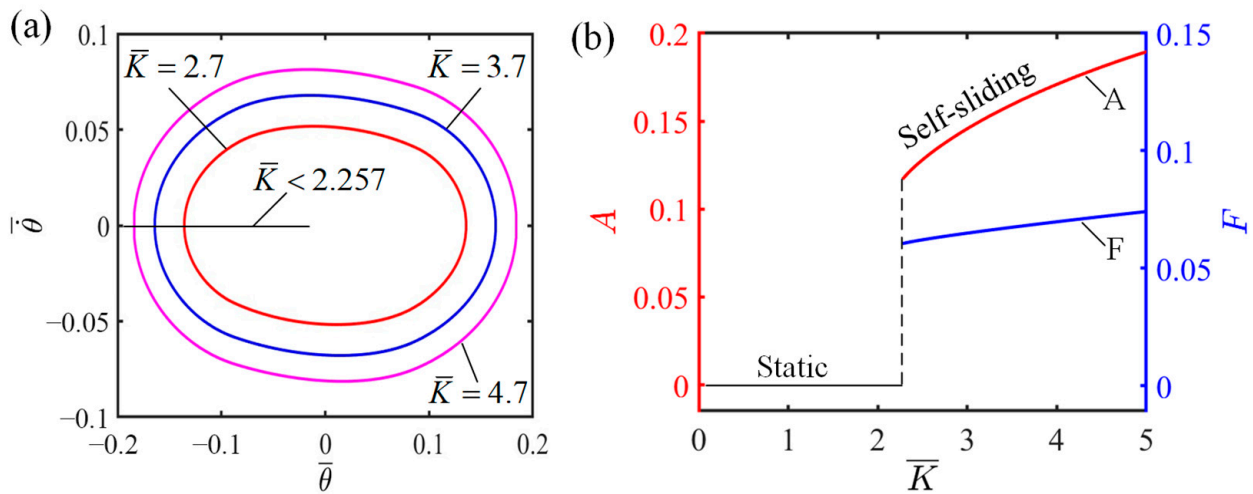 (a)
0.1
0.05
0
−0.05
−0.1
−0.2
−0.1
0
0.1
0.2
K̅ = 2.7
K̅ = 3.7
K̅ < 2.257
K̅ = 4.7
θ̅̇
θ̅
(b)
0.2
0.15
0.1
0.05
0
A
0
1
2
3
4
5
K̅
0.15
0.1
0.05
0
F
Self-sliding
A
F
Static